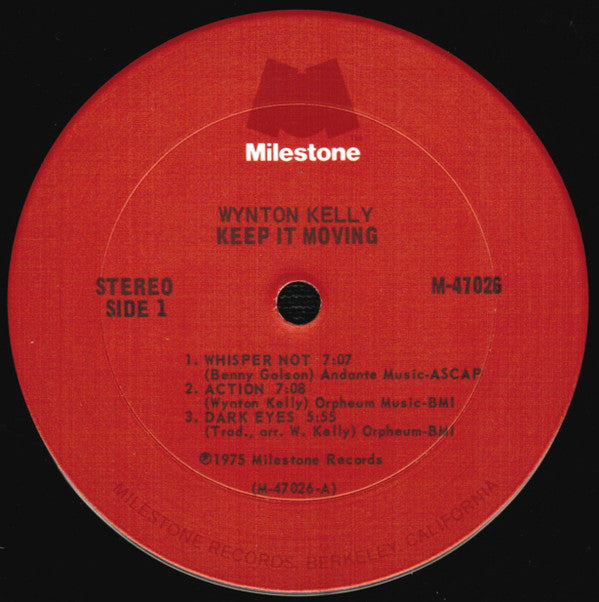 Milestone
WYNTON KELLY
KEEP IT MOVING
STEREO
SIDE 1
M-47026
1. WHISPER NOT 7:07
(Benny Golson) Andante Music-ASCAP
2. ACTION 7:08
(Wynton Kelly) Orpheum Music-BMI
3. DARK EYES 5:55
(Trad., arr. W. Kelly) Orpheum-BMI
℗1975 Milestone Records
(M-47026-A)
MILESTONE RECORDS, BERKELEY, CALIFORNIA